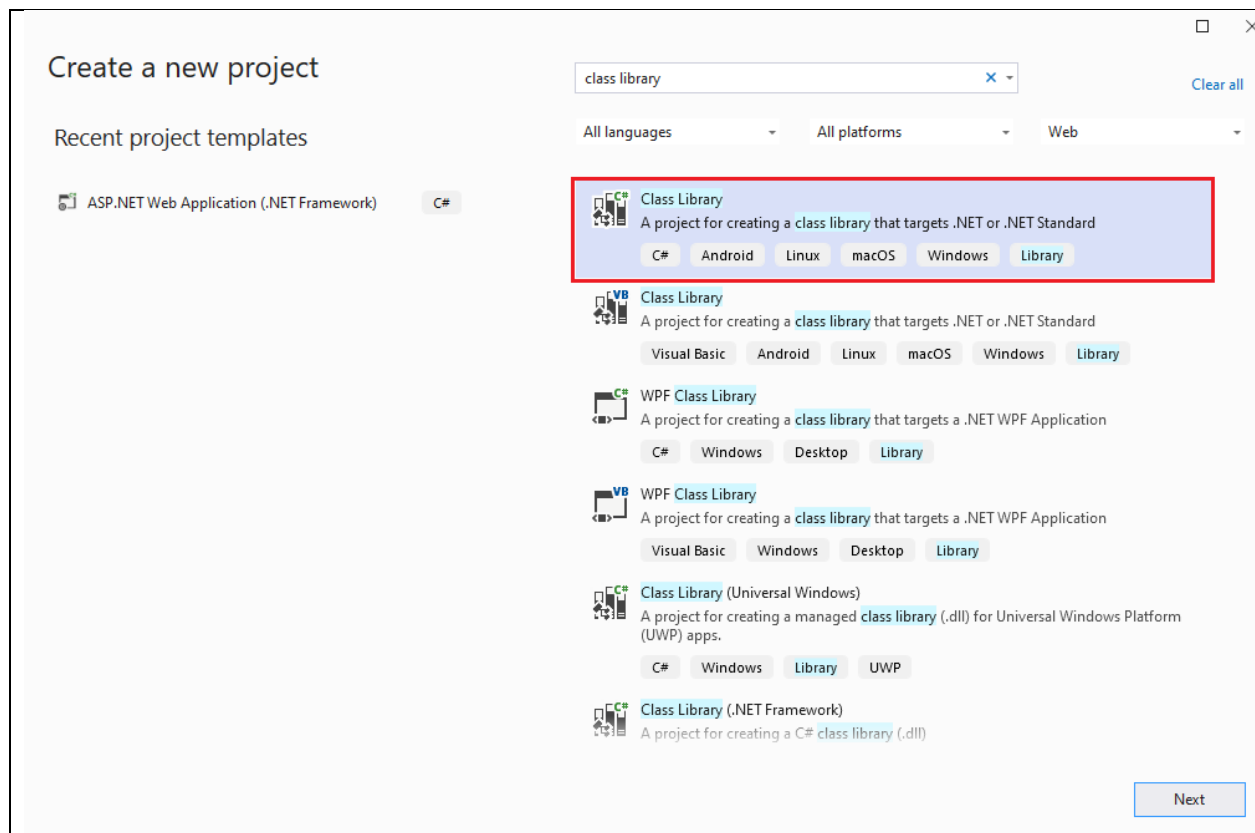 Create a new project
class library
Clear all
Recent project templates
All languages
All platforms
Web
ASP.NET Web Application (.NET Framework)
C#
C#
Class Library
A project for creating a class library that targets .NET or .NET Standard
C# Android Linux macOS Windows Library
VB
Class Library
A project for creating a class library that targets .NET or .NET Standard
Visual Basic Android Linux macOS Windows Library
C#
WPF Class Library
A project for creating a class library that targets a .NET WPF Application
C# Windows Desktop Library
VB
WPF Class Library
A project for creating a class library that targets a .NET WPF Application
Visual Basic Windows Desktop Library
C#
Class Library (Universal Windows)
A project for creating a managed class library (.dll) for Universal Windows Platform
(UWP) apps.
C# Windows Library UWP
C#
Class Library (.NET Framework)
A project for creating a C# class library (.dll)
Next